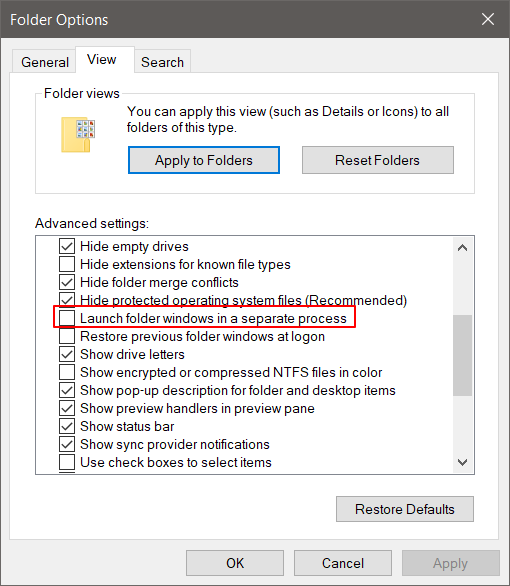 Folder Options
General
View
Search
Folder views
You can apply this view (such as Details or Icons) to all
folders of this type.
Apply to Folders
Reset Folders
Advanced settings:
Hide empty drives
Hide extensions for known file types
Hide folder merge conflicts
Hide protected operating system files (Recommended)
Launch folder windows in a separate process
Restore previous folder windows at logon
Show drive letters
Show encrypted or compressed NTFS files in color
Show pop-up description for folder and desktop items
Show preview handlers in preview pane
Show status bar
Show sync provider notifications
Use check boxes to select items
Restore Defaults
OK
Cancel
Apply